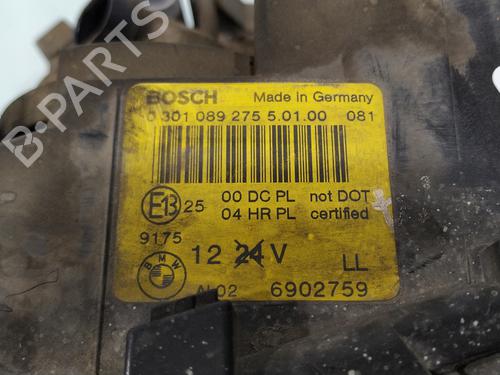 BOSCH Made in Germany
0 301 089 275 5.01.00 081
E13 25 00 DC PL not DOT
04 HR PL certified
9175
BMW 12 24 V LL
AL02 6902759